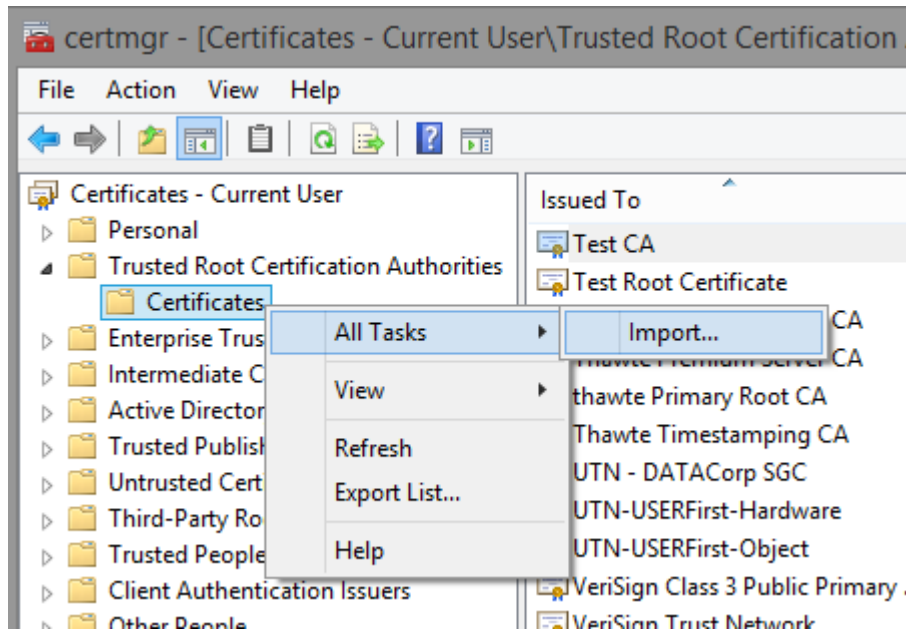 certmgr - [Certificates - Current User\Trusted Root Certification
File Action View Help
Certificates - Current User
Personal
Trusted Root Certification Authorities
Certificates
Enterprise Trus
Intermediate C
Active Director
Trusted Publish
Untrusted Cert
Third-Party Ro
Trusted People
Client Authentication Issuers
Other People
All Tasks
View
Refresh
Export List...
Help
Import...
Issued To
Test CA
Test Root Certificate
CA
Thawte Premium Server CA
thawte Primary Root CA
Thawte Timestamping CA
UTN - DATACorp SGC
UTN-USERFirst-Hardware
UTN-USERFirst-Object
VeriSign Class 3 Public Primary
VeriSign Trust Network